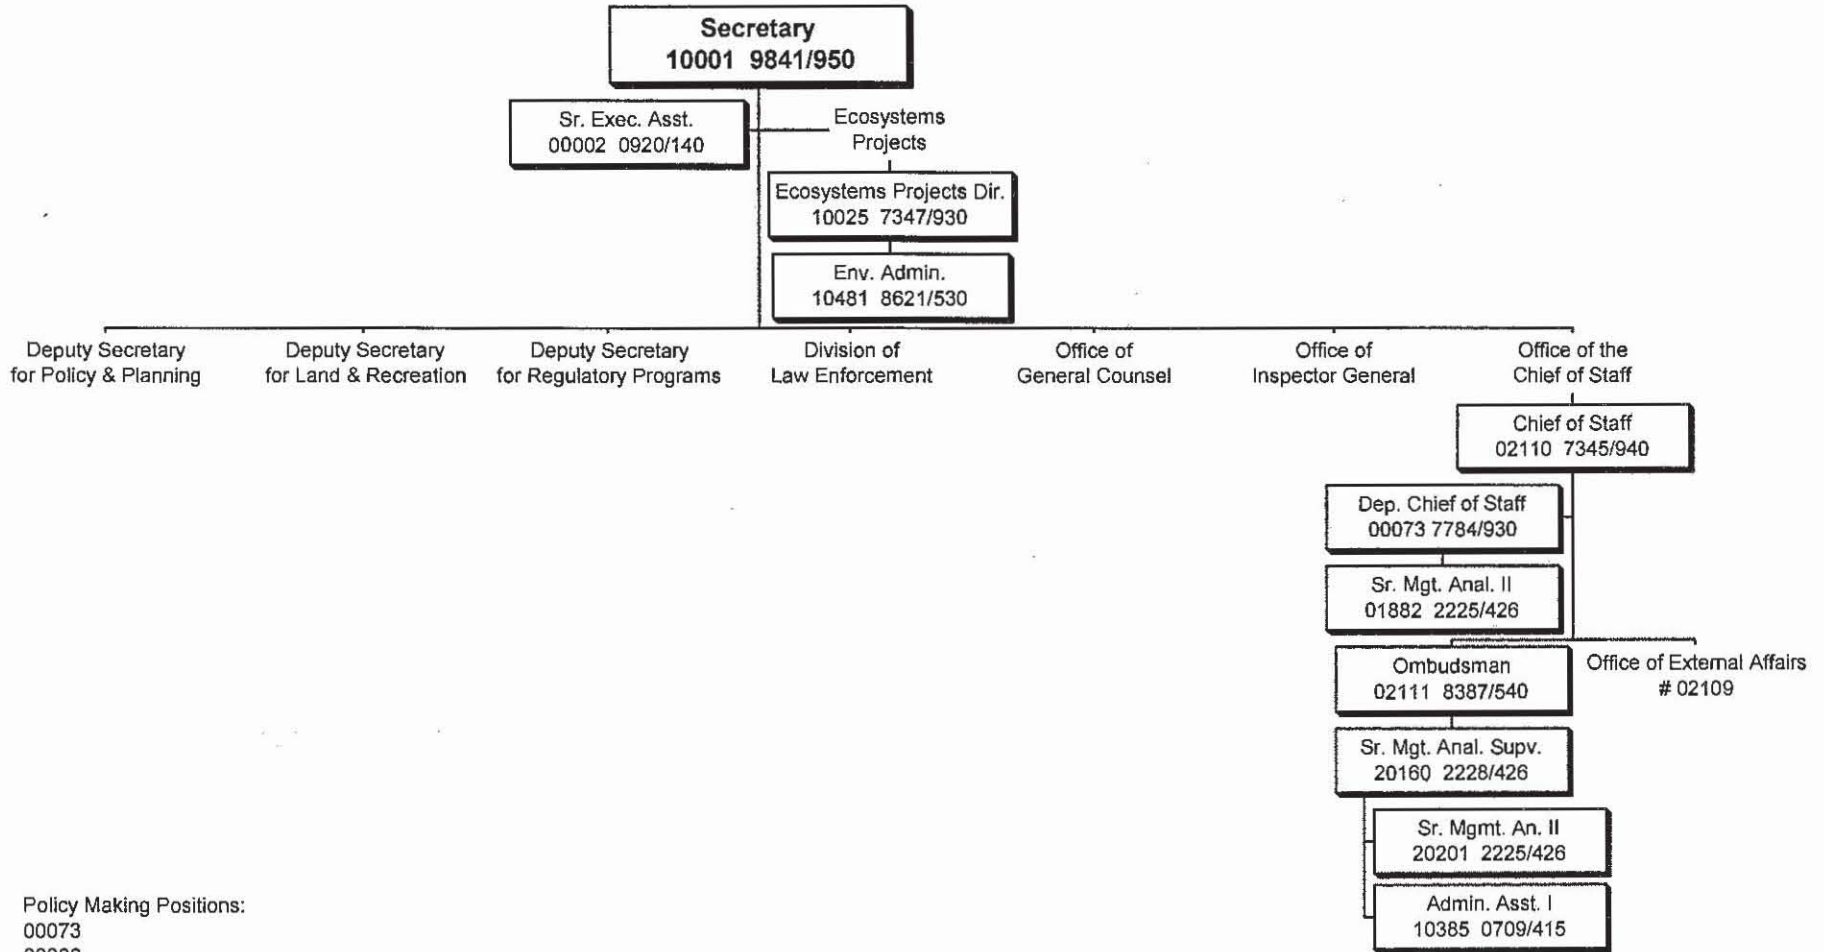 Secretary
10001 9841/950
Sr. Exec. Asst.
00002 0920/140
Ecosystems
Projects
Ecosystems Projects Dir.
10025 7347/930
Env. Admin.
10481 8621/530
Deputy Secretary
for Policy & Planning
Deputy Secretary
for Land & Recreation
Deputy Secretary
for Regulatory Programs
Division of
Law Enforcement
Office of
General Counsel
Office of
Inspector General
Office of the
Chief of Staff
Chief of Staff
02110 7345/940
Dep. Chief of Staff
00073 7784/930
Sr. Mgt. Anal. II
01882 2225/426
Ombudsman
02111 8387/540
Office of External Affairs
# 02109
Sr. Mgt. Anal. Supv.
20160 2228/426
Sr. Mgmt. An. II
20201 2225/426
Admin. Asst. I
10385 0709/415
Policy Making Positions:
00073